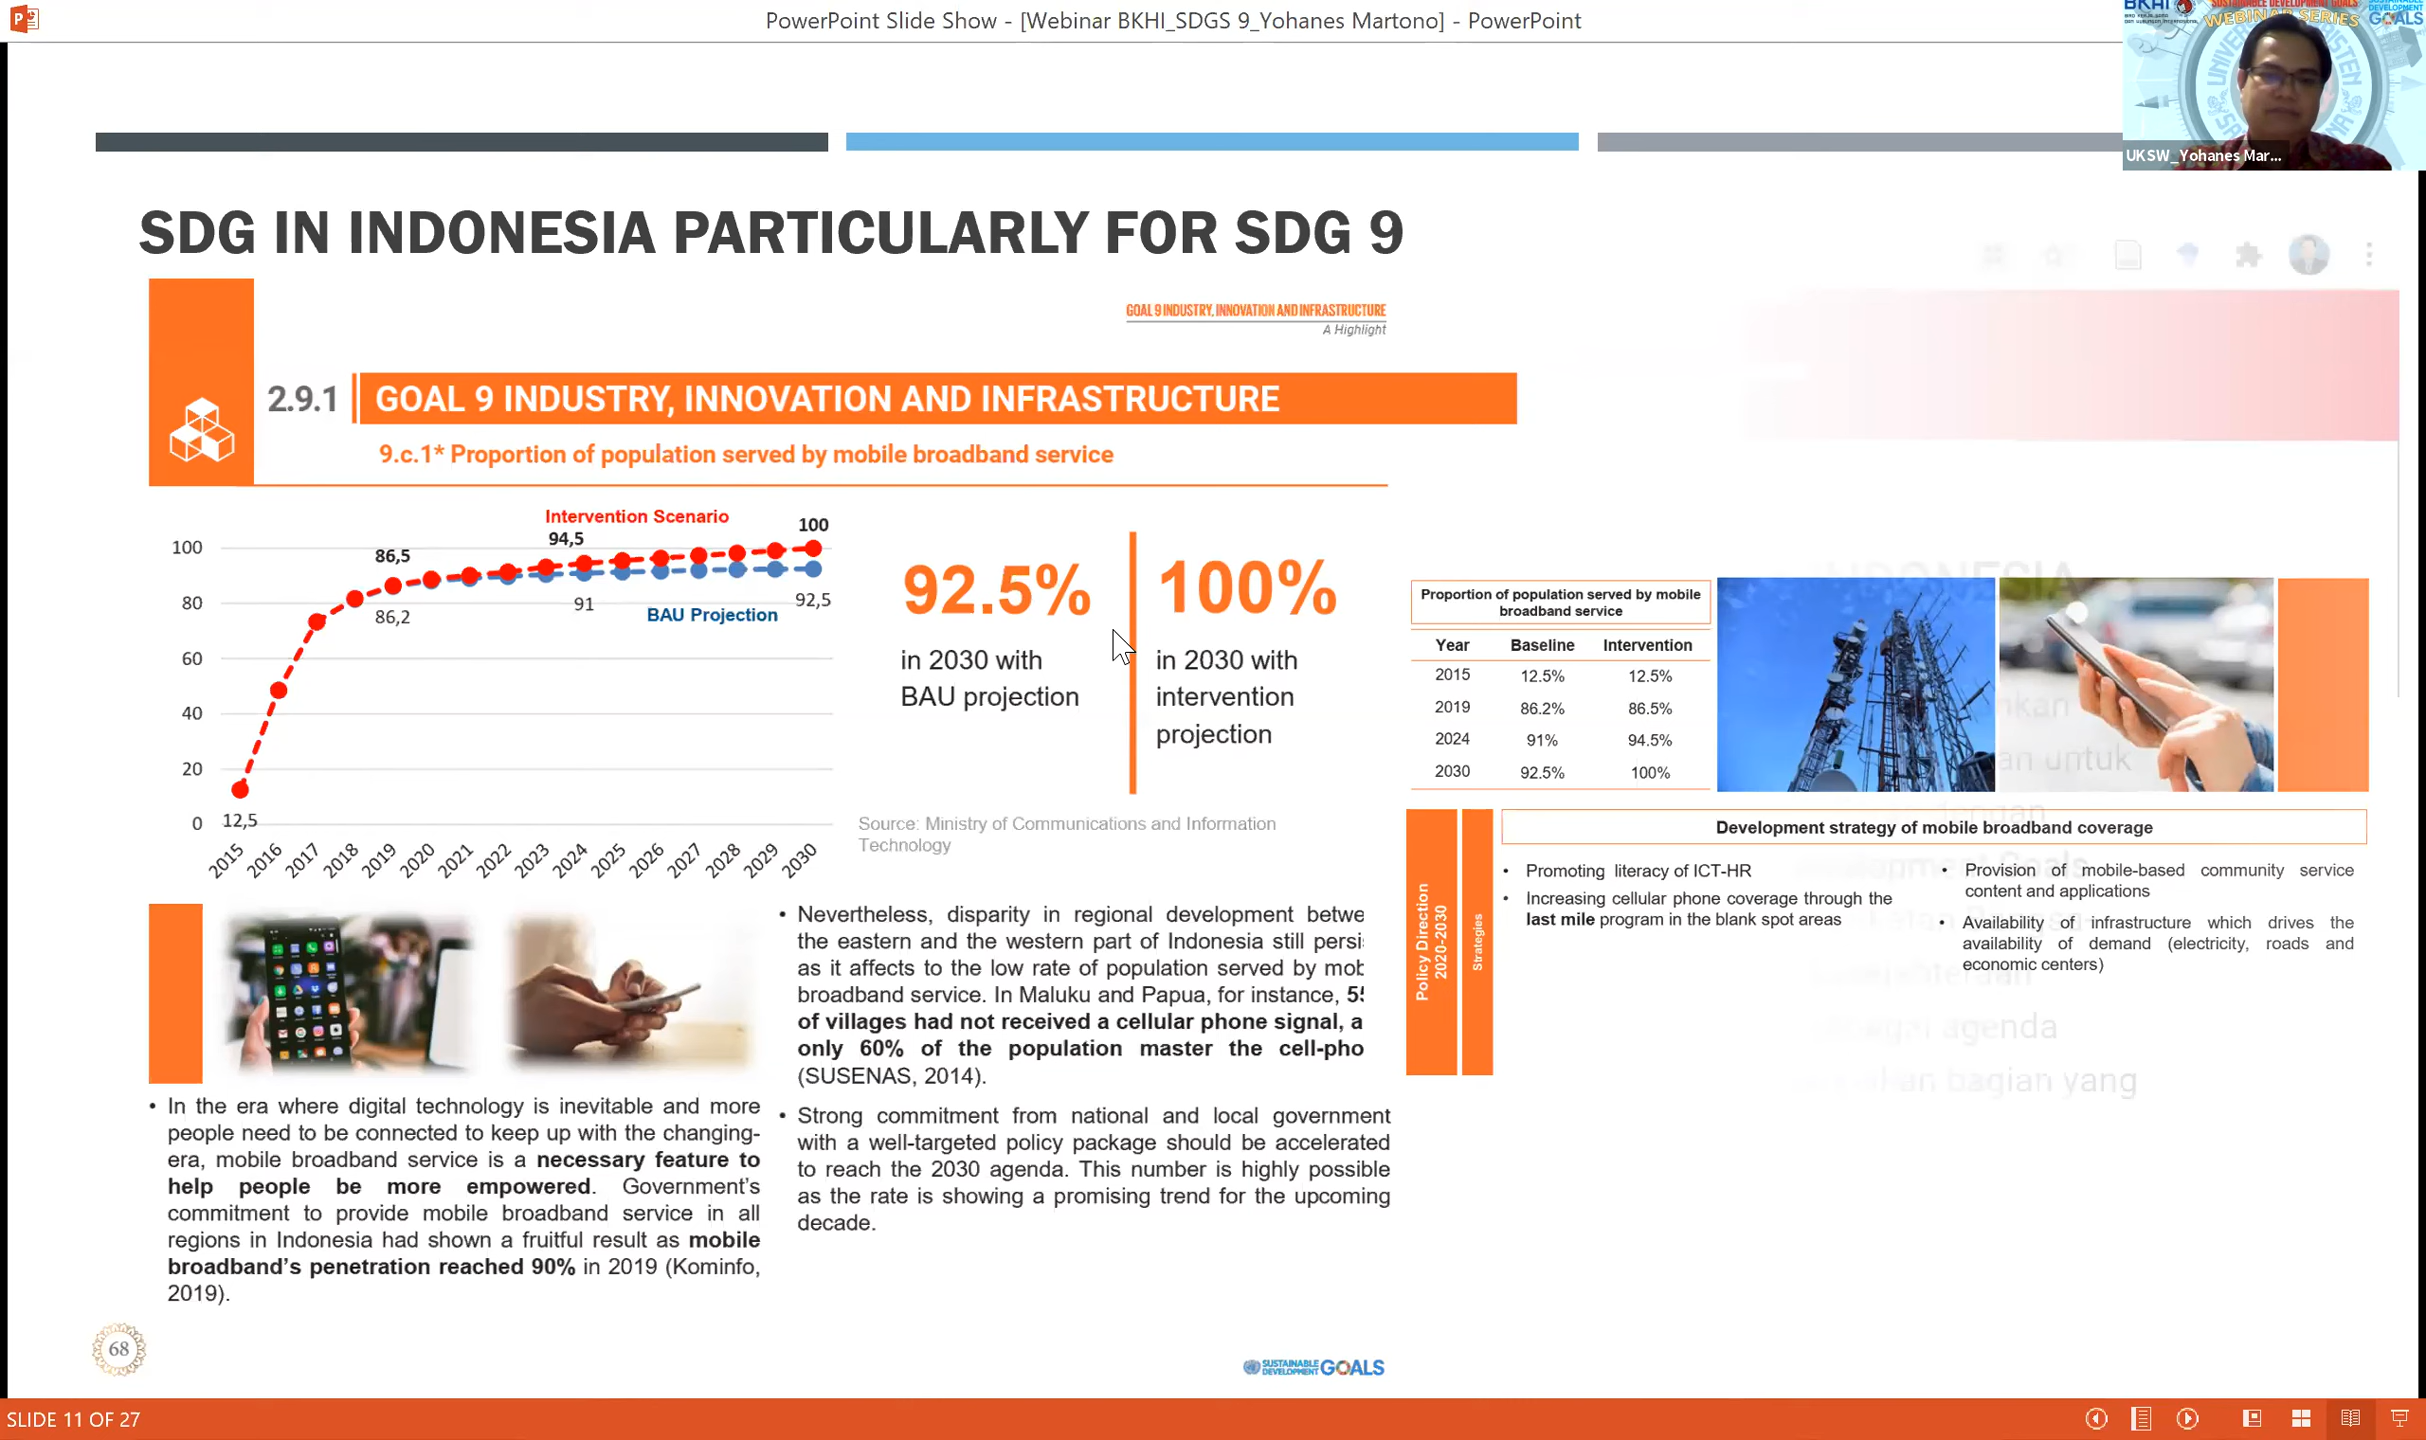 PowerPoint Slide Show - [Webinar BKHI_SDGS 9_Yohanes Martono] - PowerPoint
BKHI
WEBINAR SERIES
GOALS
UKSW_Yohanes Mar...
SDG IN INDONESIA PARTICULARLY FOR SDG 9
GOAL 9 INDUSTRY, INNOVATION AND INFRASTRUCTURE
A Highlight
2.9.1
GOAL 9 INDUSTRY, INNOVATION AND INFRASTRUCTURE
9.c.1* Proportion of population served by mobile broadband service
Intervention Scenario
100
94,5
86,5
100
80
60
40
20
0
86,2
91
92,5
BAU Projection
12,5
2015 2016 2017 2018 2019 2020 2021 2022 2023 2024 2025 2026 2027 2028 2029 2030
92.5%
in 2030 with
BAU projection
100%
in 2030 with
intervention
projection
Source: Ministry of Communications and Information
Technology
Proportion of population served by mobile
broadband service
Year Baseline Intervention
2015 12.5% 12.5%
2019 86.2% 86.5%
2024 91% 94.5%
2030 92.5% 100%
Policy Direction
2020-2030
Strategies
Development strategy of mobile broadband coverage
• Promoting literacy of ICT-HR
• Increasing cellular phone coverage through the
last mile program in the blank spot areas
• Provision of mobile-based community service
content and applications
• Availability of infrastructure which drives the
availability of demand (electricity, roads and
economic centers)
an untuk
agenda
bagian yang
• In the era where digital technology is inevitable and more
people need to be connected to keep up with the changing-
era, mobile broadband service is a necessary feature to
help people be more empowered. Government's
commitment to provide mobile broadband service in all
regions in Indonesia had shown a fruitful result as mobile
broadband's penetration reached 90% in 2019 (Kominfo,
2019).
• Nevertheless, disparity in regional development betwe
the eastern and the western part of Indonesia still persi
as it affects to the low rate of population served by mob
broadband service. In Maluku and Papua, for instance, 5
of villages had not received a cellular phone signal, a
only 60% of the population master the cell-pho
(SUSENAS, 2014).
• Strong commitment from national and local government
with a well-targeted policy package should be accelerated
to reach the 2030 agenda. This number is highly possible
as the rate is showing a promising trend for the upcoming
decade.
68
SUSTAINABLE
DEVELOPMENT GOALS
SLIDE 11 OF 27